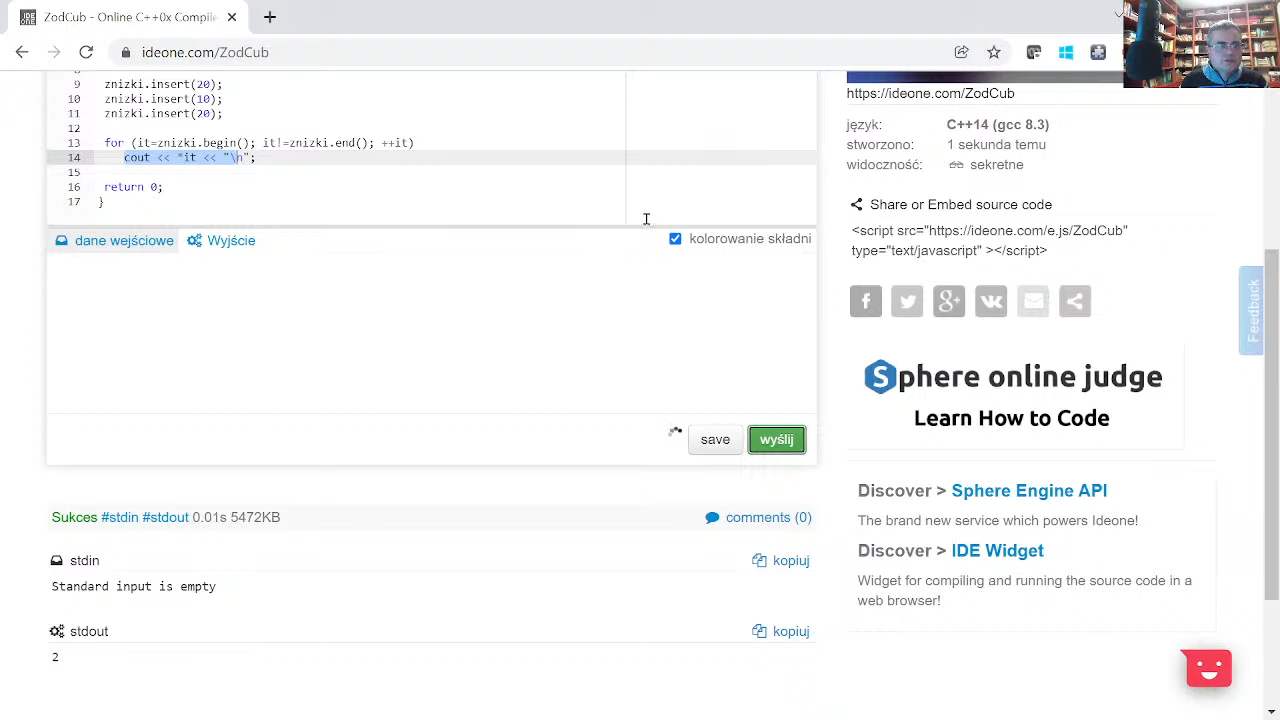 ZodCub - Online C++0x Compile
ideone.com/ZodCub
9 znizki.insert(20);
10 znizki.insert(10);
11 znizki.insert(20);
12
13 for (it=znizki.begin(); it!=znizki.end(); ++it)
14 cout << *it << "\n";
15
16 return 0;
17 }
dane wejściowe Wyjście kolorowanie składni
save wyślij
Sukces #stdin #stdout 0.01s 5472KB comments (0)
stdin kopiuj
Standard input is empty
stdout kopiuj
2
https://ideone.com/ZodCub
język: C++14 (gcc 8.3)
stworzono: 1 sekunda temu
widoczność: sekretne
Share or Embed source code
<script src="https://ideone.com/e.js/ZodCub"
type="text/javascript" ></script>
Sphere online judge
Learn How to Code
Discover > Sphere Engine API
The brand new service which powers Ideone!
Discover > IDE Widget
Widget for compiling and running the source code in a
web browser!
Feedback